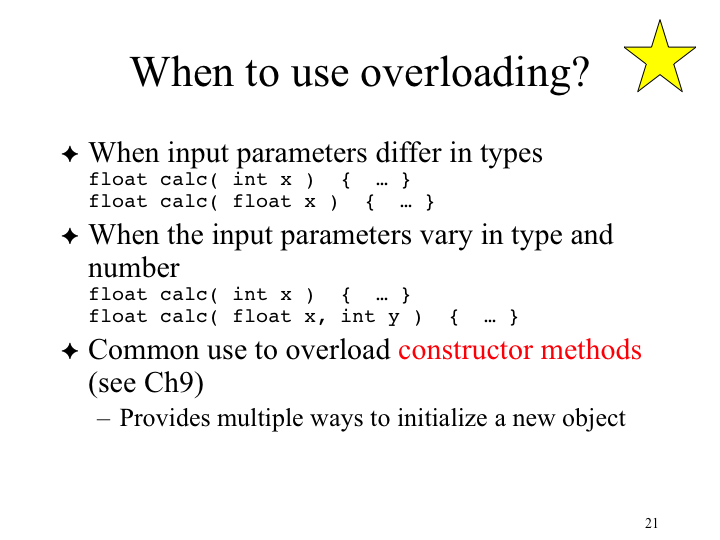 When to use overloading?
✦ When input parameters differ in types
float calc( int x )  {  … }
float calc( float x )  {  … }
✦ When the input parameters vary in type and
number
float calc( int x )  {  … }
float calc( float x, int y )  {  … }
✦ Common use to overload constructor methods
(see Ch9)
– Provides multiple ways to initialize a new object
21